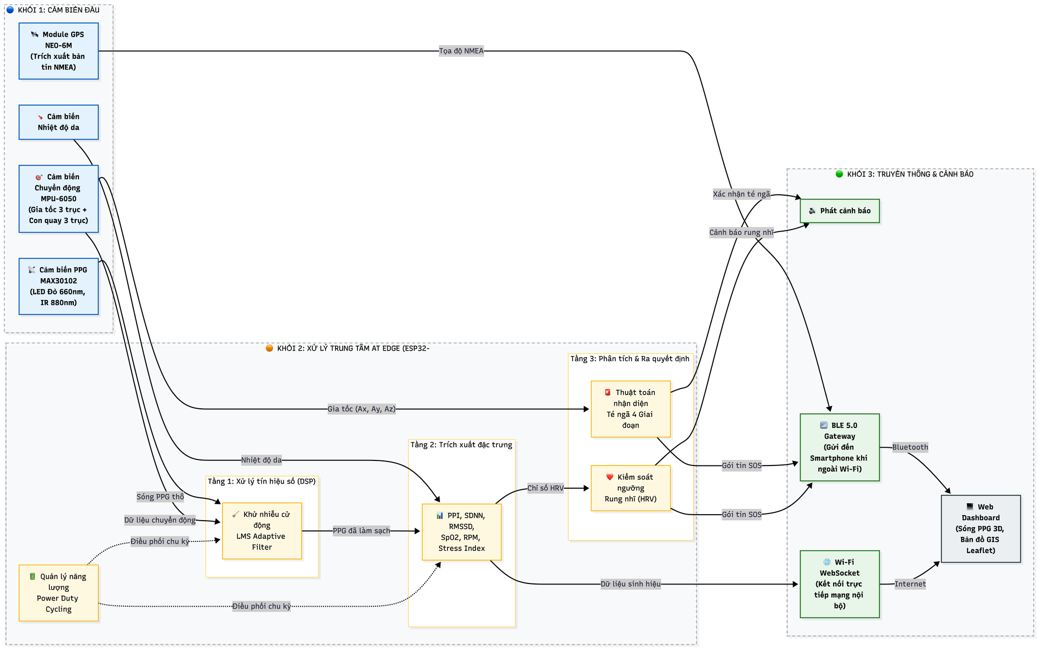 KHỐI 1: CẢM BIẾN ĐẦU
Module GPS
NEO-6M
(Trích xuất bản
tin NMEA)
Cảm biến
Nhiệt độ da
Cảm biến
Chuyển động
MPU-6050
(Gia tốc 3 trục +
Con quay 3 trục)
Cảm biến PPG
MAX30102
(LED Đỏ 660nm,
IR 880nm)
Tọa độ NMEA
KHỐI 3: TRUYỀN THÔNG & CẢNH BÁO
Xác nhận té ngã
Phát cảnh báo
Cảnh báo rung nhĩ
KHỐI 2: XỬ LÝ TRUNG TÂM AT EDGE (ESP32-
Tầng 3: Phân tích & Ra quyết định
Thuật toán
nhận diện
Té ngã 4 Giai
đoạn
Gia tốc (Ax, Ay, Az)
Tầng 2: Trích xuất đặc trưng
Nhiệt độ da
Gói tin SOS
BLE 5.0
Gateway
(Gửi đến
Smartphone khi
ngoài Wi-Fi)
Bluetooth
Tầng 1: Xử lý tín hiệu số (DSP)
Sóng PPG thô
Dữ liệu chuyển động
Khử nhiễu cử
động
LMS Adaptive
Filter
Chỉ số HRV
Kiểm soát
ngưỡng
Rung nhĩ (HRV)
Gói tin SOS
PPG đã làm sạch
PPI, SDNN,
RMSSD,
SpO2, RPM,
Stress Index
Web
Dashboard
(Sóng PPG 3D,
Bản đồ GIS
Leaflet)
Điều phối chu kỳ
Quản lý năng
lượng
Power Duty
Cycling
Điều phối chu kỳ
Dữ liệu sinh hiệu
Wi-Fi
WebSocket
(Kết nối trực
tiếp mạng nội
bộ)
Internet